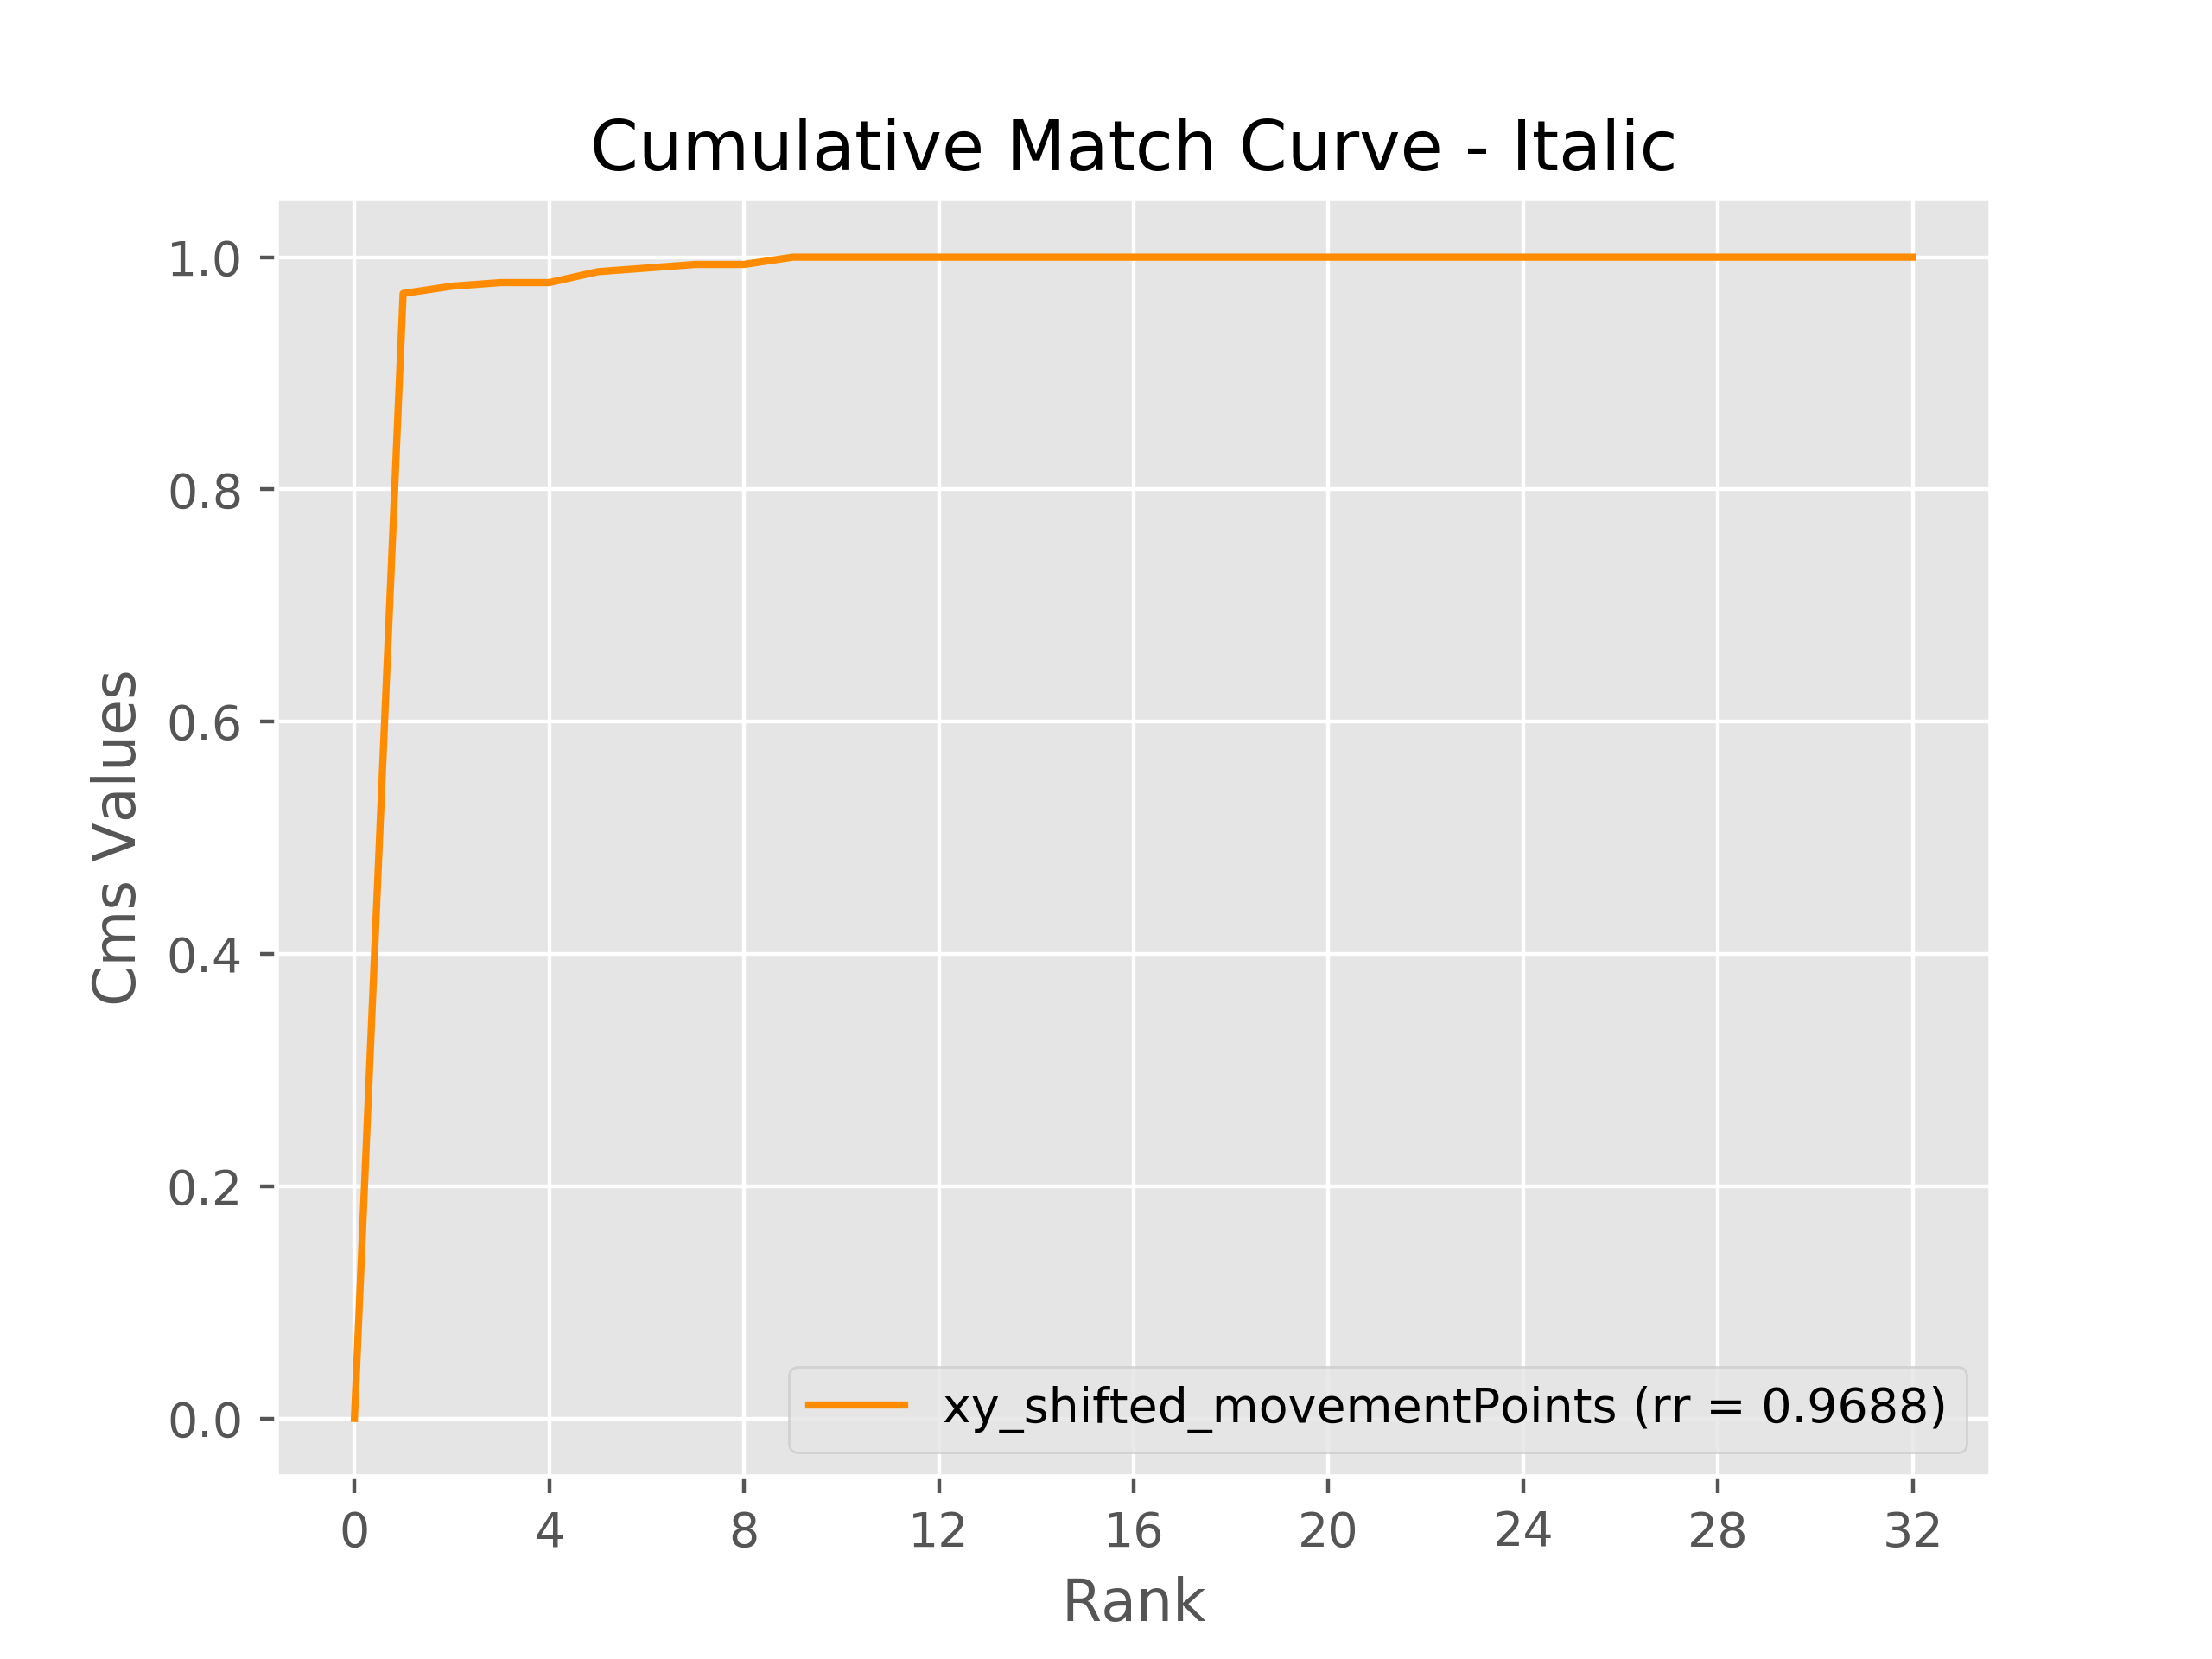 Cumulative Match Curve - Italic
1.0
0.8
0.6
0.4
0.2
0.0
Cms Values
xy_shifted_movementPoints (rr = 0.9688)
0 4 8 12 16 20 24 28 32
Rank